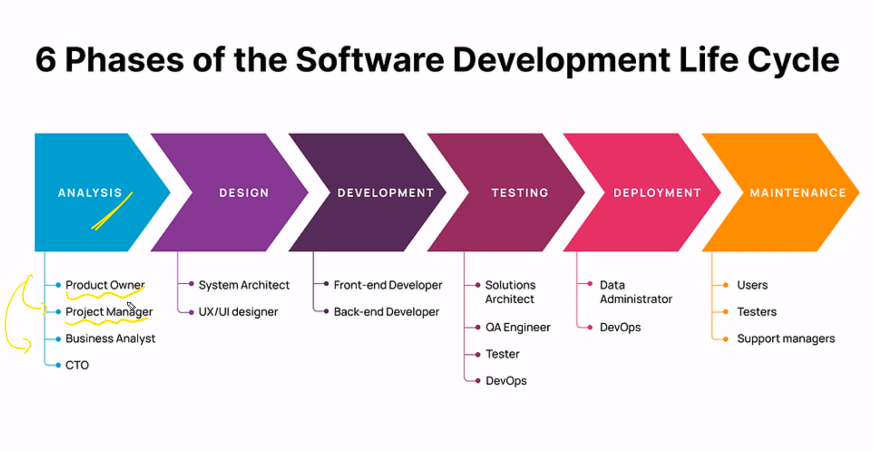 6 Phases of the Software Development Life Cycle
ANALYSIS
DESIGN
DEVELOPMENT
TESTING
DEPLOYMENT
MAINTENANCE
Product Owner
Project Manager
Business Analyst
CTO
System Architect
UX/UI designer
Front-end Developer
Back-end Developer
Solutions
Architect
QA Engineer
Tester
DevOps
Data
Administrator
DevOps
Users
Testers
Support managers